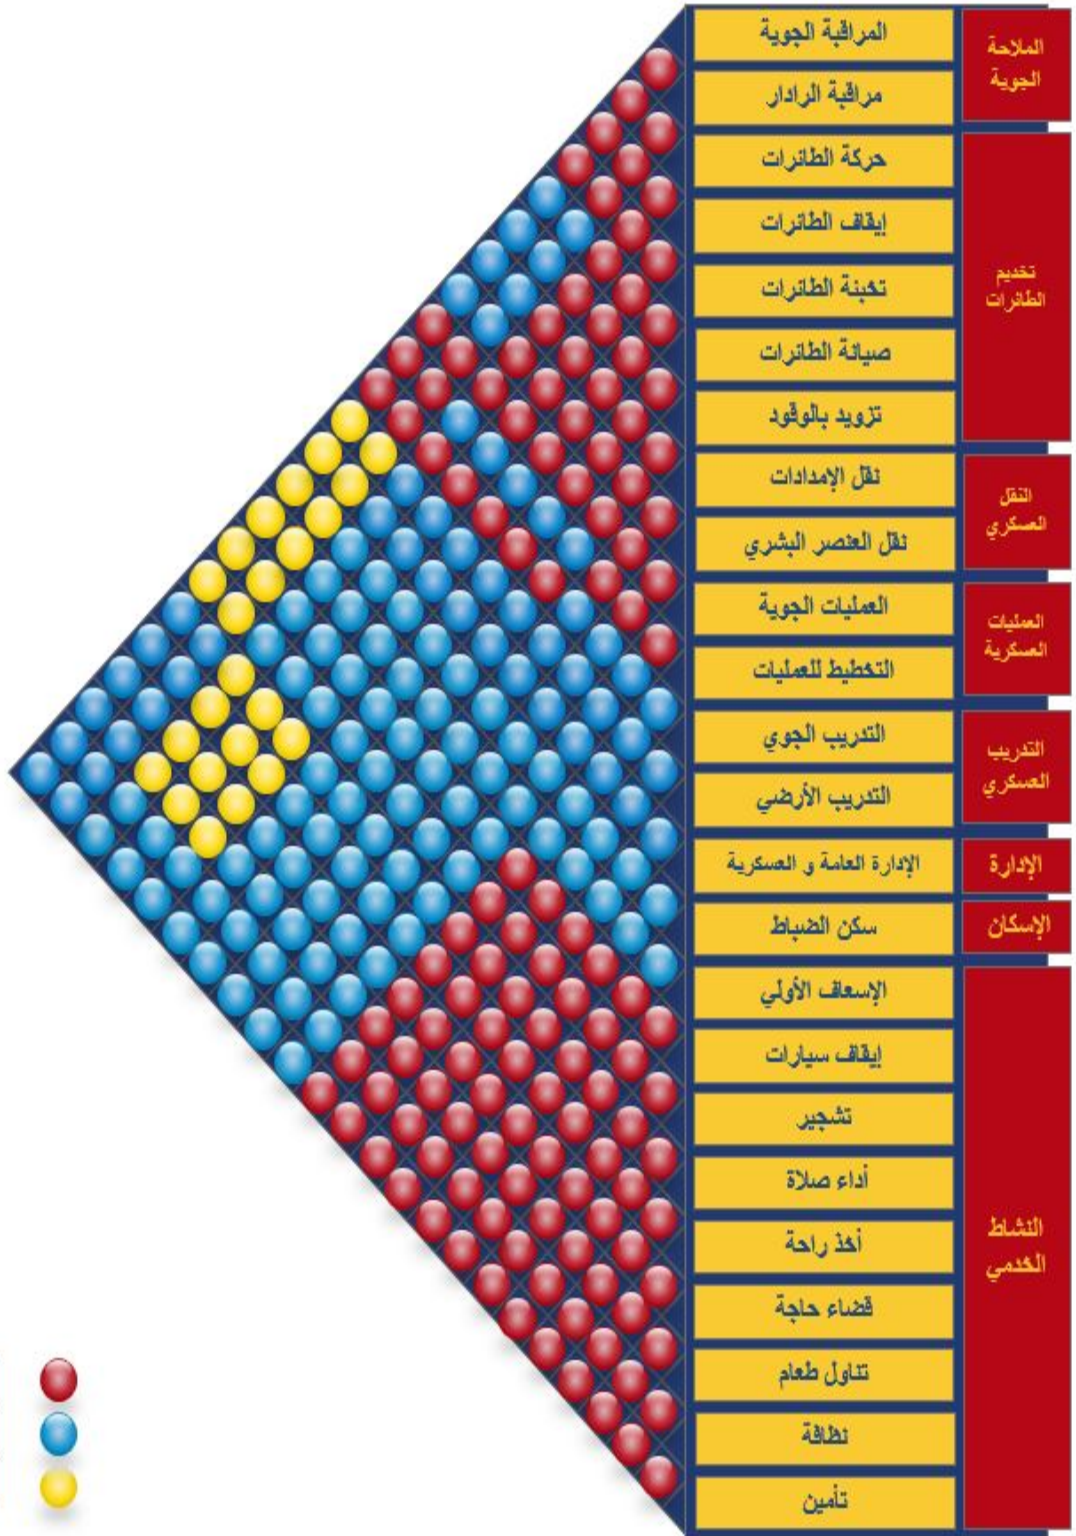 الملاحة
الجوية
المراقبة الجوية
مراقبة الرادار
تخديم
الطائرات
حركة الطائرات
إيقاف الطائرات
تخبئة الطائرات
صيانة الطائرات
تزويد بالوقود
النقل
العسكري
نقل الإمدادات
نقل العنصر البشري
العمليات
العسكرية
العمليات الجوية
التخطيط للعمليات
التدريب
العسكري
التدريب الجوي
التدريب الأرضي
الإدارة
الإدارة العامة و العسكرية
الإسكان
سكن الضباط
النشاط
الخدمي
الإسعاف الأولي
إيقاف سيارات
تشجير
أداء صلاة
أخذ راحة
قضاء حاجة
تناول طعام
نظافة
تأمين